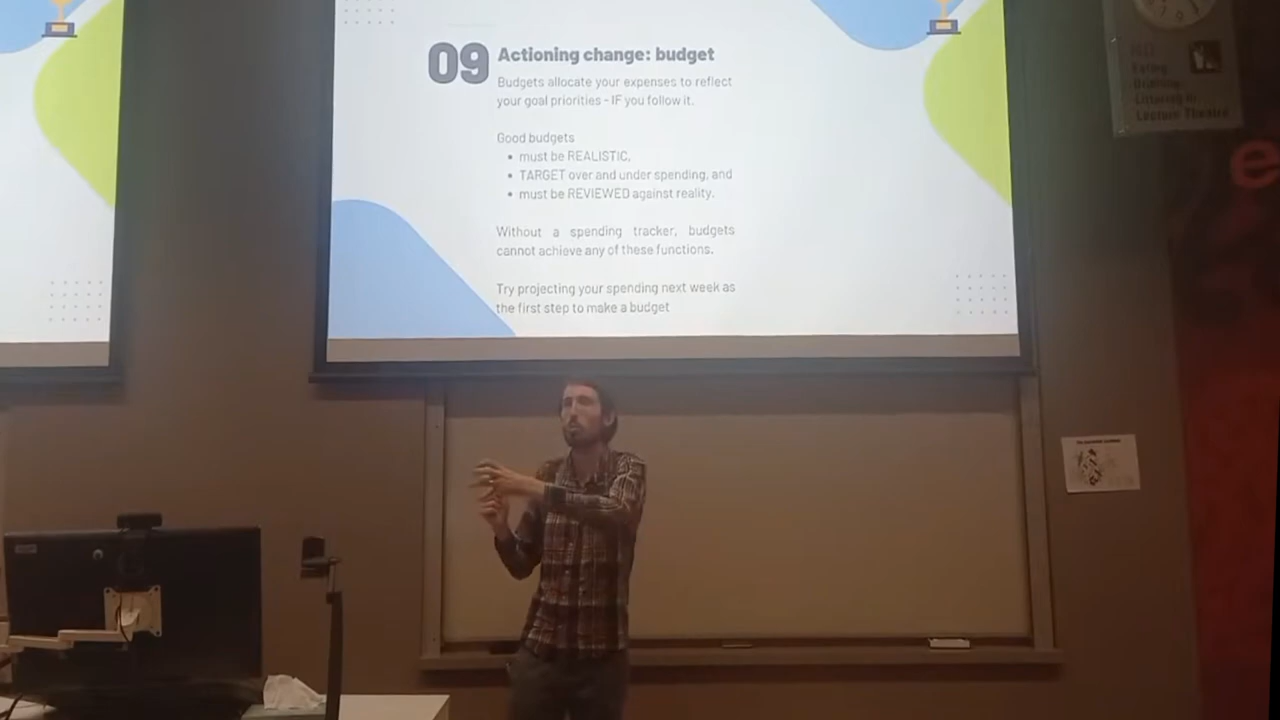 09
Actioning change: budget
Budgets allocate your expenses to reflect
your goal priorities - IF you follow it.
Good budgets
• must be REALISTIC,
• TARGET over and under spending, and
• must be REVIEWED against reality.
Without a spending tracker, budgets
cannot achieve any of these functions.
Try projecting your spending next week as
the first step to make a budget
Lecture Theatre
e